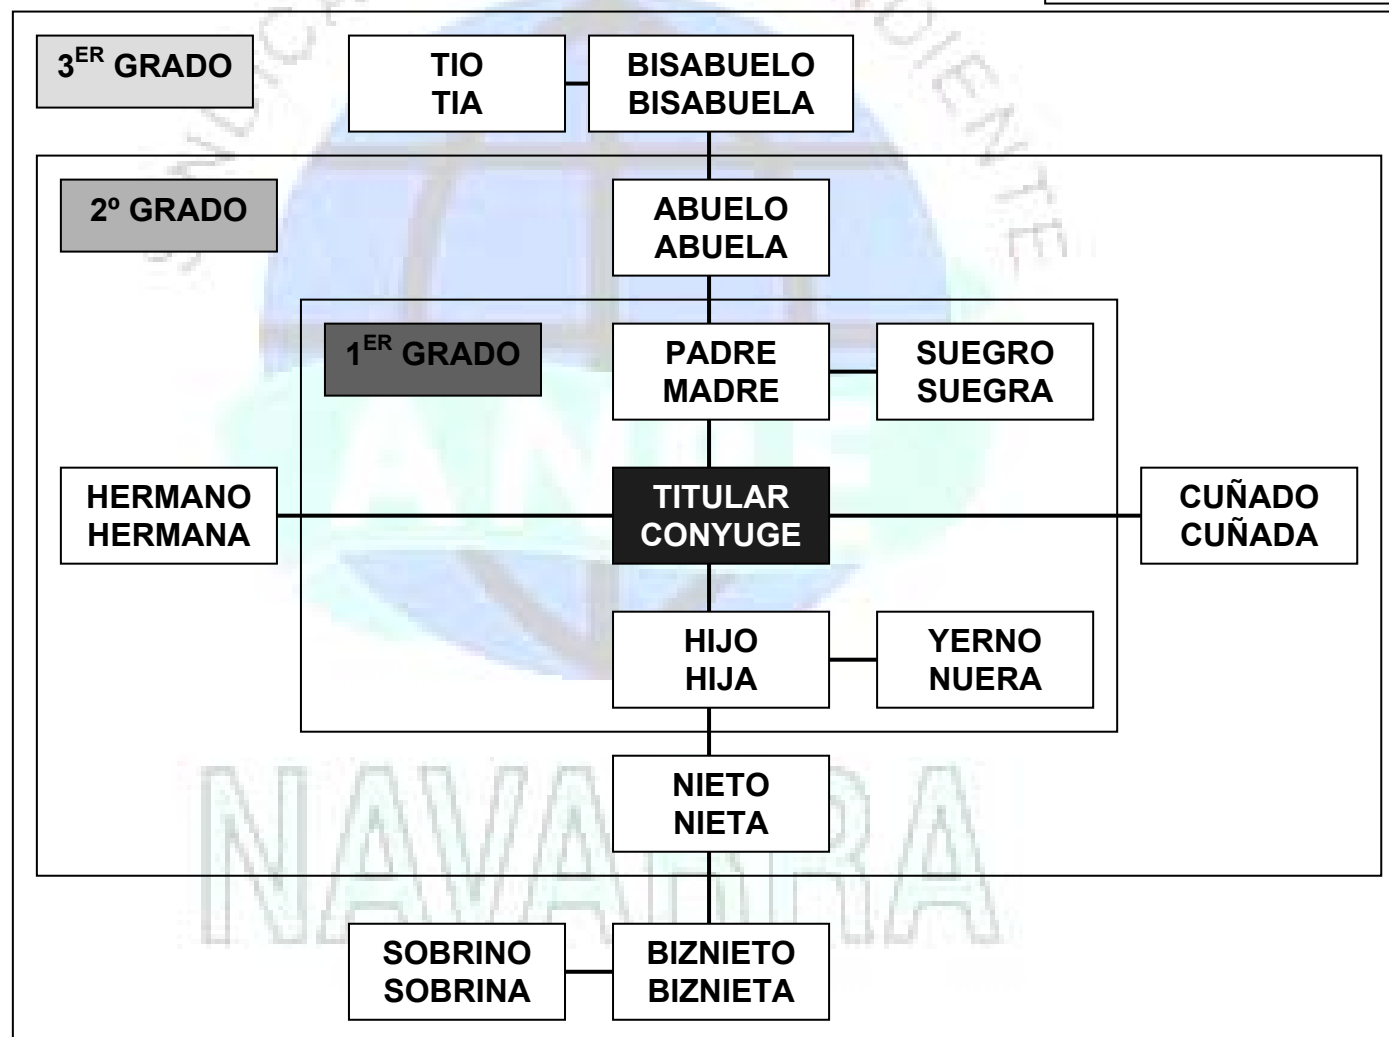 3ER GRADO
TIO
TIA
BISABUELO
BISABUELA
2º GRADO
ABUELO
ABUELA
1ER GRADO
PADRE
MADRE
SUEGRO
SUEGRA
HERMANO
HERMANA
TITULAR
CONYUGE
CUÑADO
CUÑADA
HIJO
HIJA
YERNO
NUERA
NIETO
NIETA
NAVARRA
SOBRINO
SOBRINA
BIZNIETO
BIZNIETA